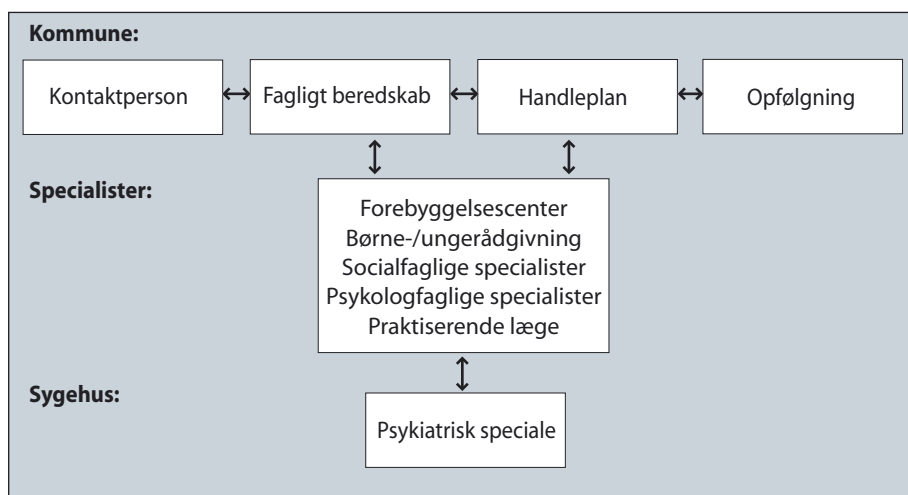 Kommune:
Kontaktperson
Fagligt beredskab
Handleplan
Opfølgning
Specialister:
Forebyggelsescenter
Børne-/ungerådgivning
Socialfaglige specialister
Psykologfaglige specialister
Praktiserende læge
Sygehus:
Psykiatrisk speciale